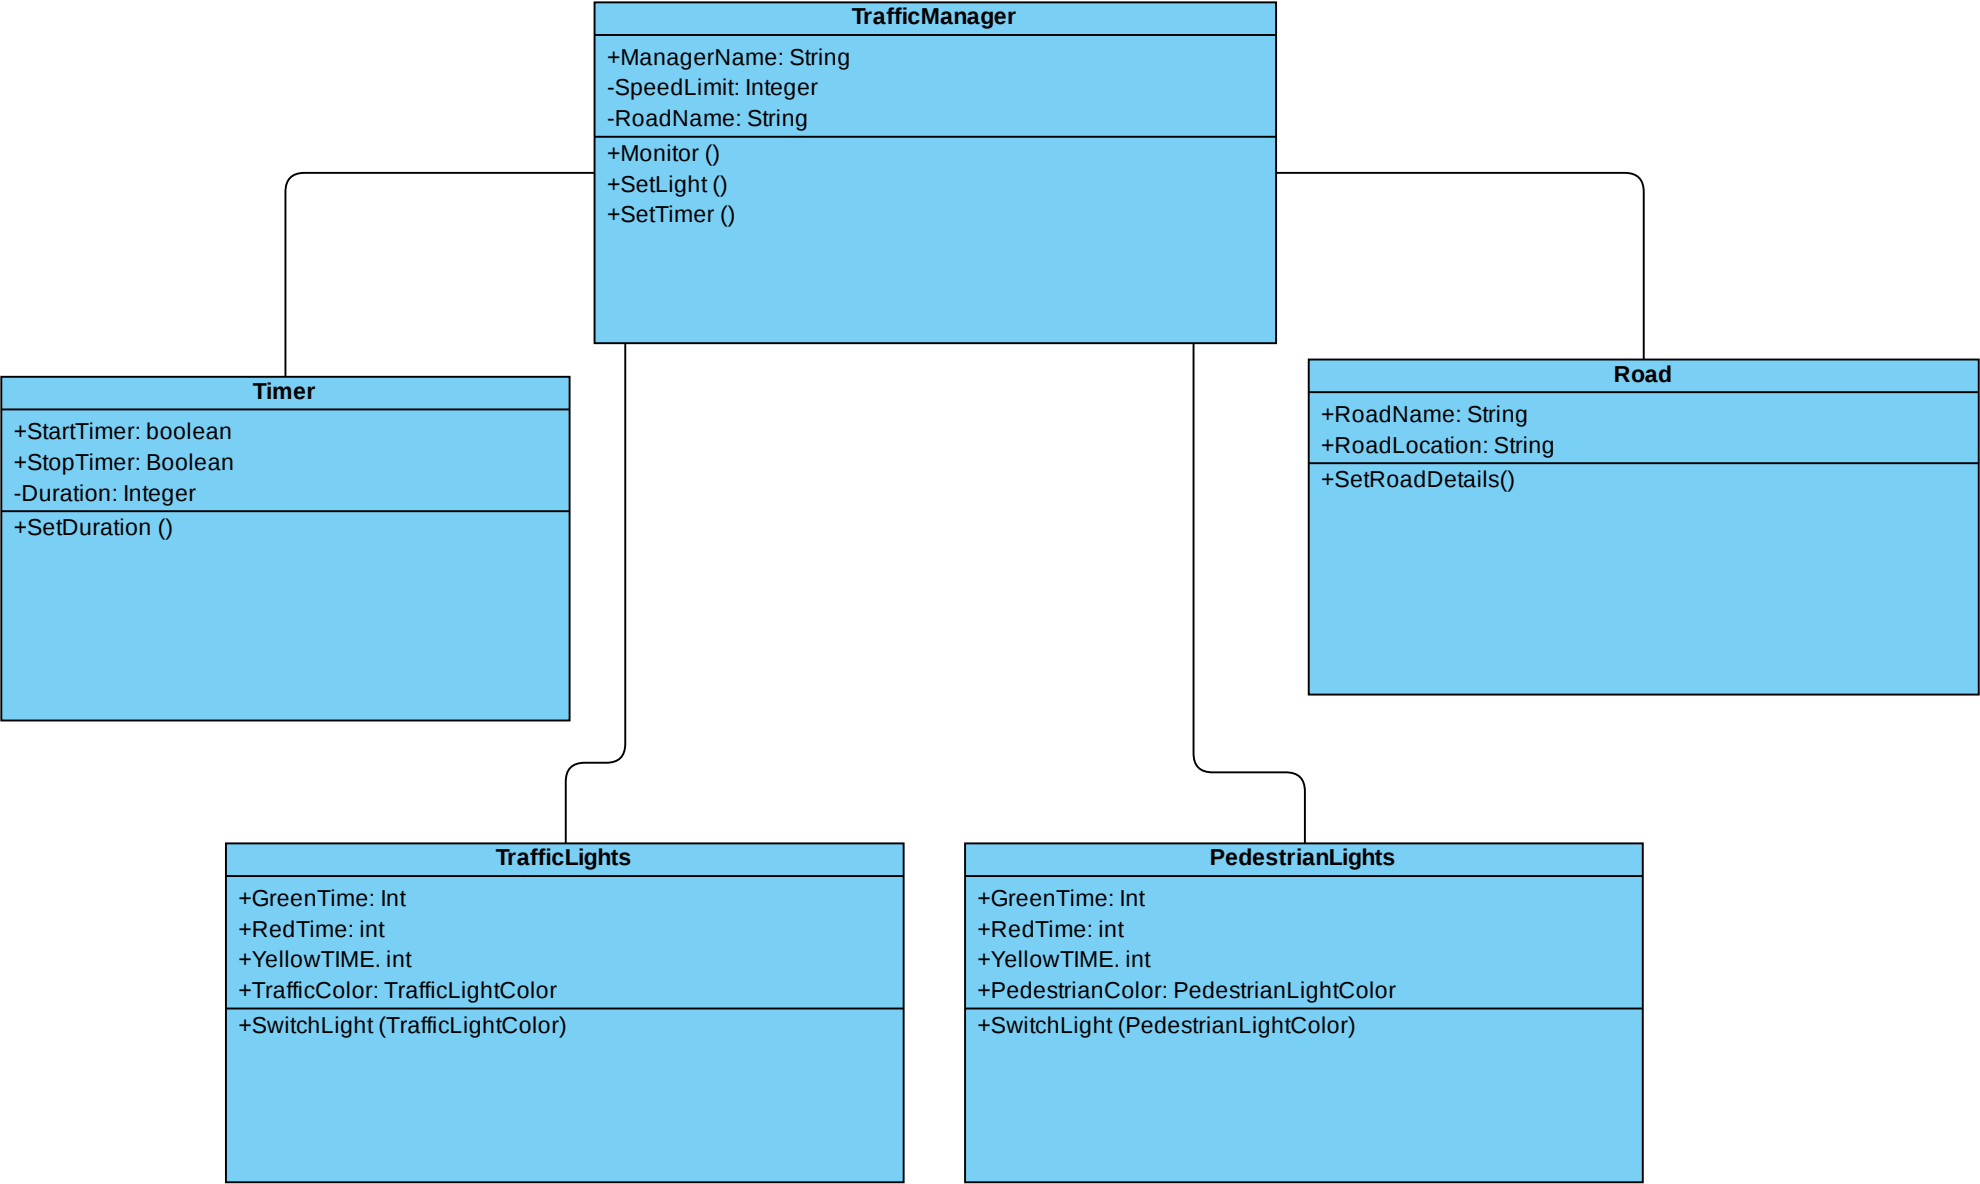 TrafficManager
+ManagerName: String
-SpeedLimit: Integer
-RoadName: String
+Monitor ()
+SetLight ()
+SetTimer ()
Timer
+StartTimer: boolean
+StopTimer: Boolean
-Duration: Integer
+SetDuration ()
Road
+RoadName: String
+RoadLocation: String
+SetRoadDetails()
TrafficLights
+GreenTime: Int
+RedTime: int
+YellowTIME. int
+TrafficColor: TrafficLightColor
+SwitchLight (TrafficLightColor)
PedestrianLights
+GreenTime: Int
+RedTime: int
+YellowTIME. int
+PedestrianColor: PedestrianLightColor
+SwitchLight (PedestrianLightColor)